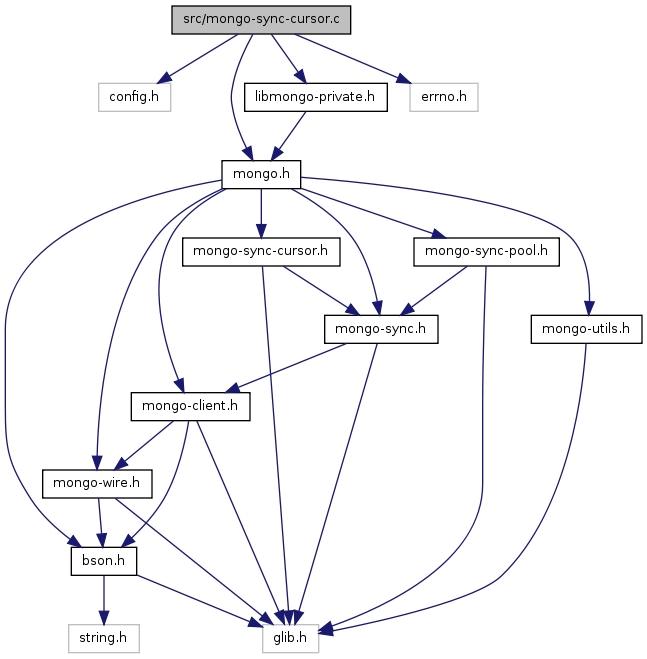 src/mongo-sync-cursor.c
config.h
libmongo-private.h
errno.h
mongo.h
mongo-sync-cursor.h
mongo-sync-pool.h
mongo-sync.h
mongo-utils.h
mongo-client.h
mongo-wire.h
bson.h
string.h
glib.h